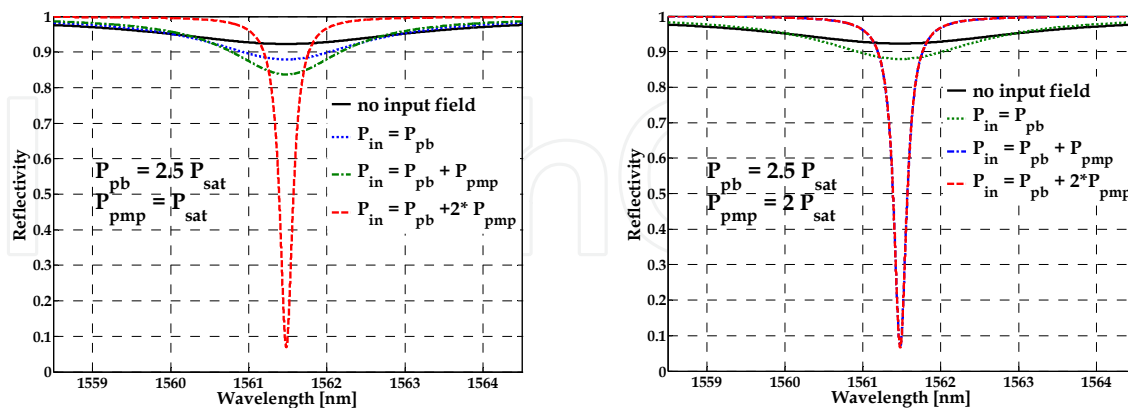 1
0.9
0.8
0.7
0.6
0.5
0.4
0.3
0.2
0.1
0
Reflectivity
no input field
P_in = P_pb
P_in = P_pb + P_pmp
P_in = P_pb +2* P_pmp
P_pb = 2.5 P_sat
P_pmp = P_sat
1559 1560 1561 1562 1563 1564
Wavelength [nm]
1
0.9
0.8
0.7
0.6
0.5
0.4
0.3
0.2
0.1
0
Reflectivity
no input field
P_in = P_pb
P_in = P_pb + P_pmp
P_in = P_pb + 2*P_pmp
P_pb = 2.5 P_sat
P_pmp = 2 P_sat
1559 1560 1561 1562 1563 1564
Wavelength [nm]